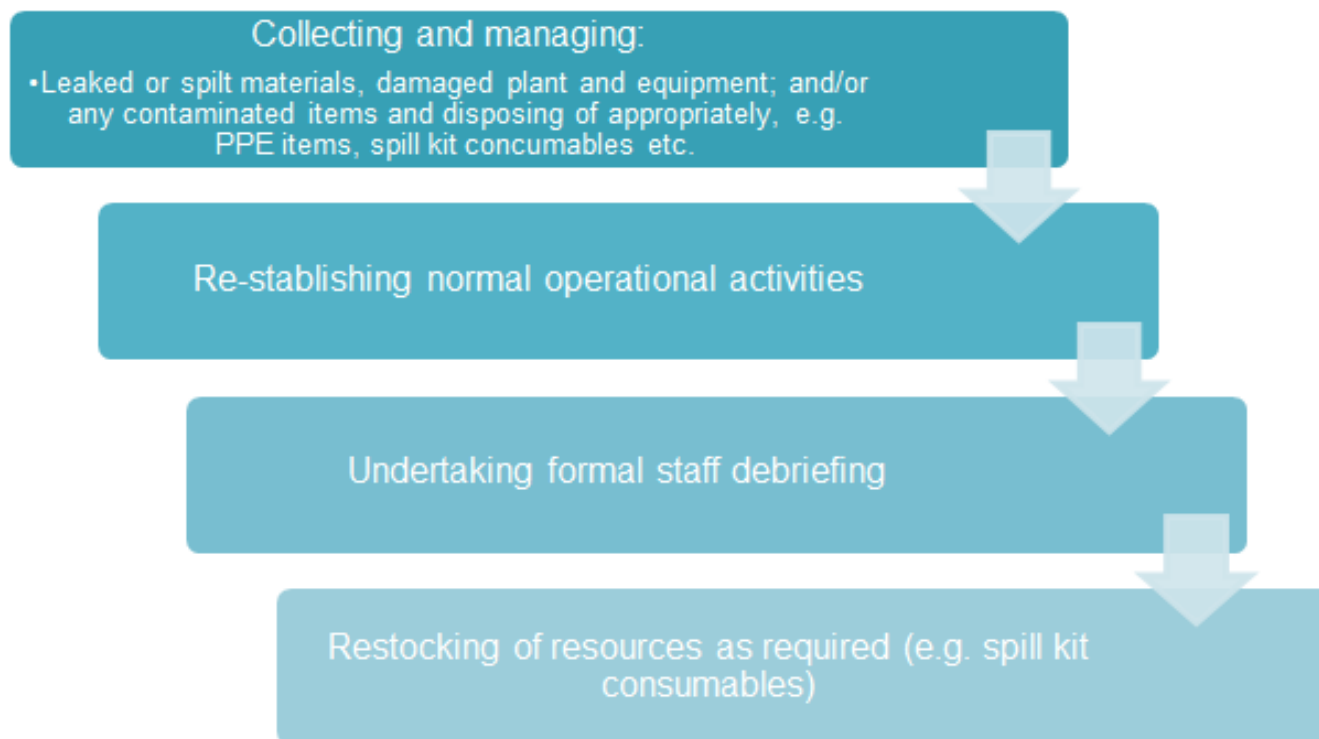 Collecting and managing:
•Leaked or spilt materials, damaged plant and equipment; and/or
any contaminated items and disposing of appropriately, e.g.
PPE items, spill kit concumables etc.
Re-stablishing normal operational activities
Undertaking formal staff debriefing
Restocking of resources as required (e.g. spill kit
consumables)